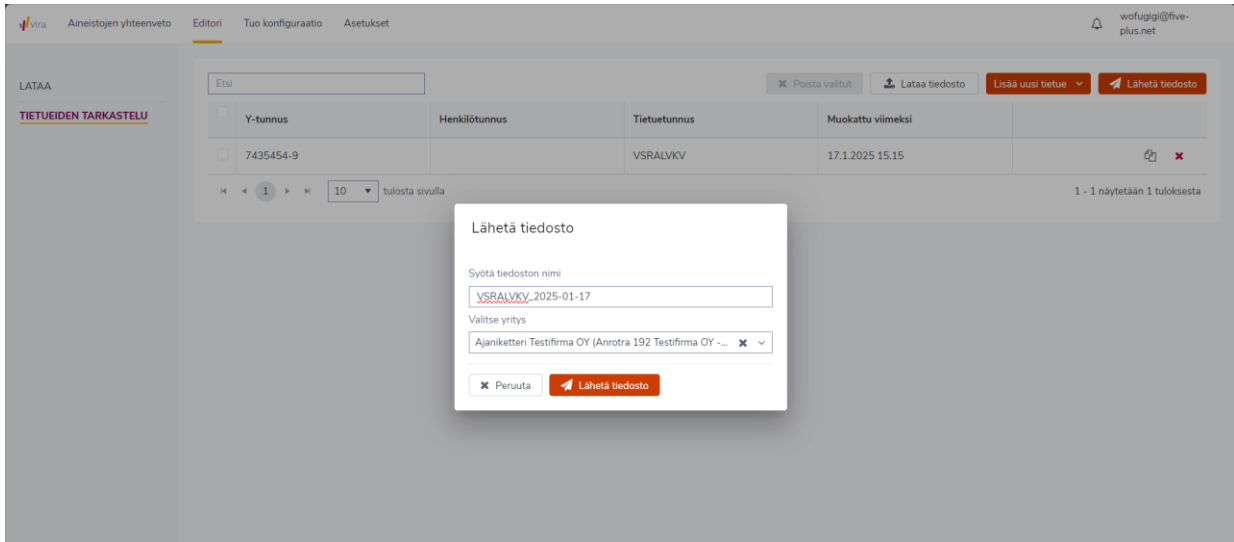 vira Aineistojen yhteenveto Editori Tuo konfiguraatio Asetukset
wofugigi@five-
plus.net
LATAA
TIETUEIDEN TARKASTELU
Etsi
Poista valitut Lataa tiedosto Lisää uusi tietue Lähetä tiedosto
Y-tunnus Henkilötunnus Tietuetunnus Muokattu viimeksi
7435454-9 VSRALVKV 17.1.2025 15.15
1 10 tulosta sivulla 1 - 1 näytetään 1 tuloksesta
Lähetä tiedosto
Syötä tiedoston nimi
VSRALVKV_2025-01-17
Valitse yritys
Ajaniketteri Testifirma OY (Anrotra 192 Testifirma OY -...
Peruuta Lähetä tiedosto